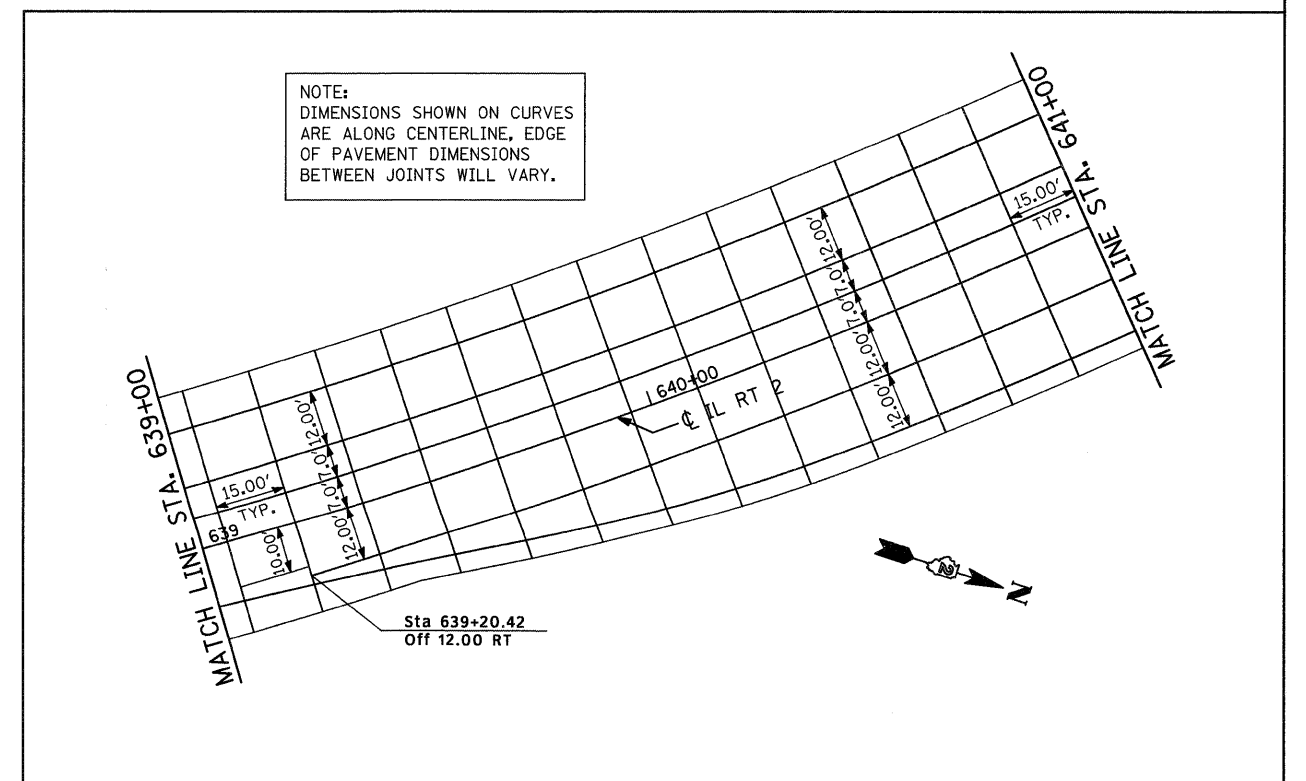 NOTE:
DIMENSIONS SHOWN ON CURVES
ARE ALONG CENTERLINE, EDGE
OF PAVEMENT DIMENSIONS
BETWEEN JOINTS WILL VARY.
MATCH LINE STA. 641+00
15.00'
TYP.
12.00'
7.0'
7.0'
12.00'
12.00'
640+00
℄ IL RT 2
MATCH LINE STA. 639+00
12.00'
7.0'
7.0'
12.00'
15.00'
TYP.
639
10.00'
Sta 639+20.42
Off 12.00 RT
2
N